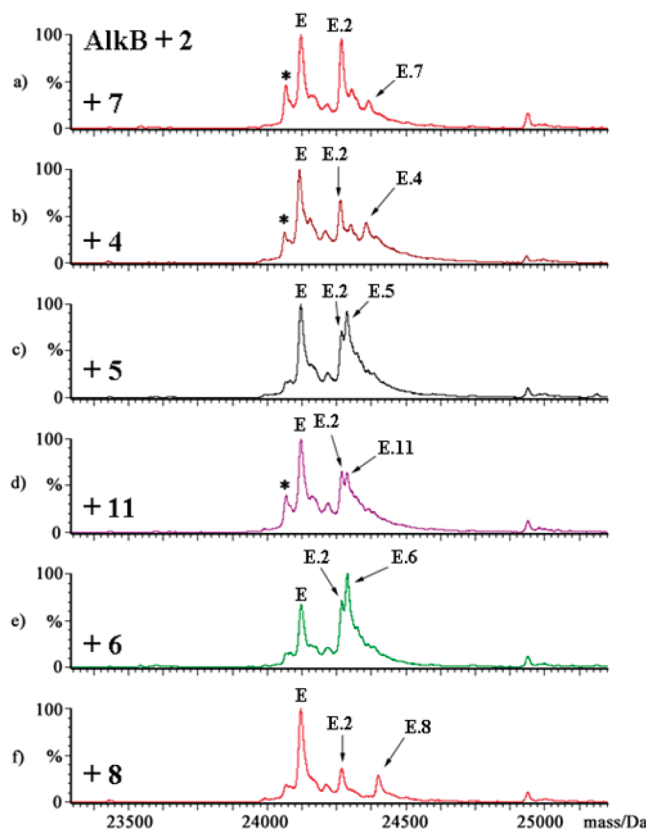 AlkB + 2
100 E E.2
a) % * E.7
+ 7
0
100 E E.2
b) % * E.4
+ 4
0
100 E E.2 E.5
c) %
+ 5
0
100 E E.2
d) % * E.11
+ 11
0
100 E E.2 E.6
e) %
+ 6
0
100 E
f) % E.2 E.8
+ 8
0
23500 24000 24500 25000 mass/Da